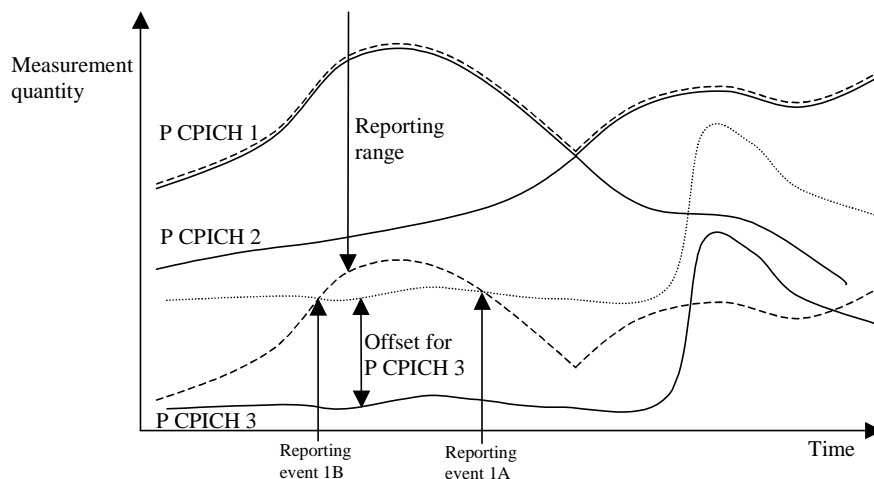 Measurement
quantity
P CPICH 1
Reporting
range
P CPICH 2
Offset for
P CPICH 3
P CPICH 3
Reporting
event 1B
Reporting
event 1A
Time